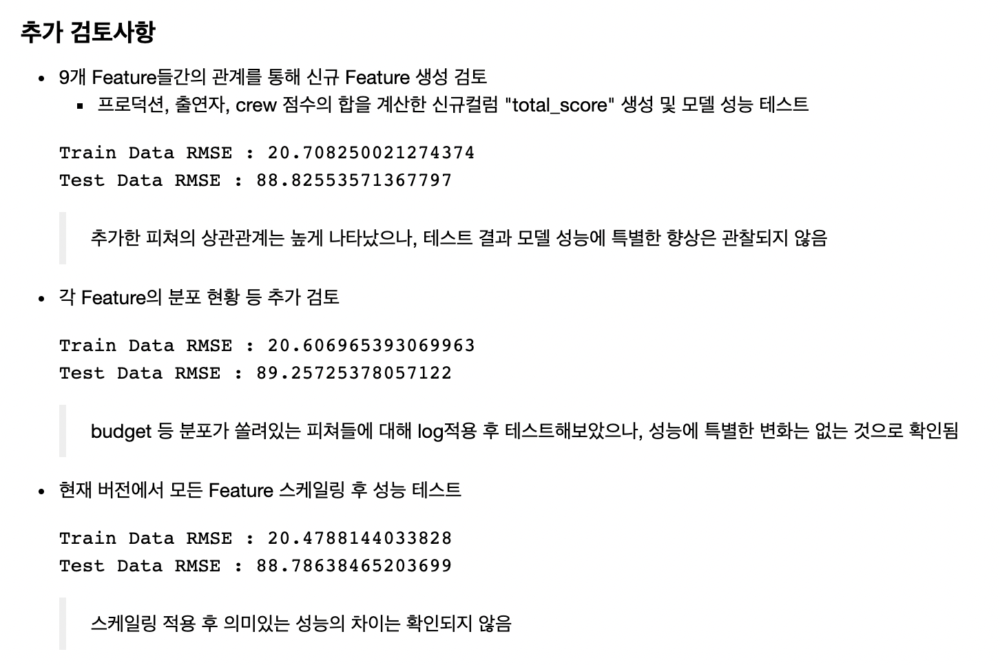 추가 검토사항
9개 Feature들간의 관계를 통해 신규 Feature 생성 검토
프로덕션, 출연자, crew 점수의 합을 계산한 신규컬럼 "total_score" 생성 및 모델 성능 테스트
Train Data RMSE : 20.708250021274374
Test Data RMSE : 88.82553571367797
추가한 피쳐의 상관관계는 높게 나타났으나, 테스트 결과 모델 성능에 특별한 향상은 관찰되지 않음
각 Feature의 분포 현황 등 추가 검토
Train Data RMSE : 20.606965393069963
Test Data RMSE : 89.25725378057122
budget 등 분포가 쏠려있는 피쳐들에 대해 log적용 후 테스트해보았으나, 성능에 특별한 변화는 없는 것으로 확인됨
현재 버전에서 모든 Feature 스케일링 후 성능 테스트
Train Data RMSE : 20.4788144033828
Test Data RMSE : 88.78638465203699
스케일링 적용 후 의미있는 성능의 차이는 확인되지 않음